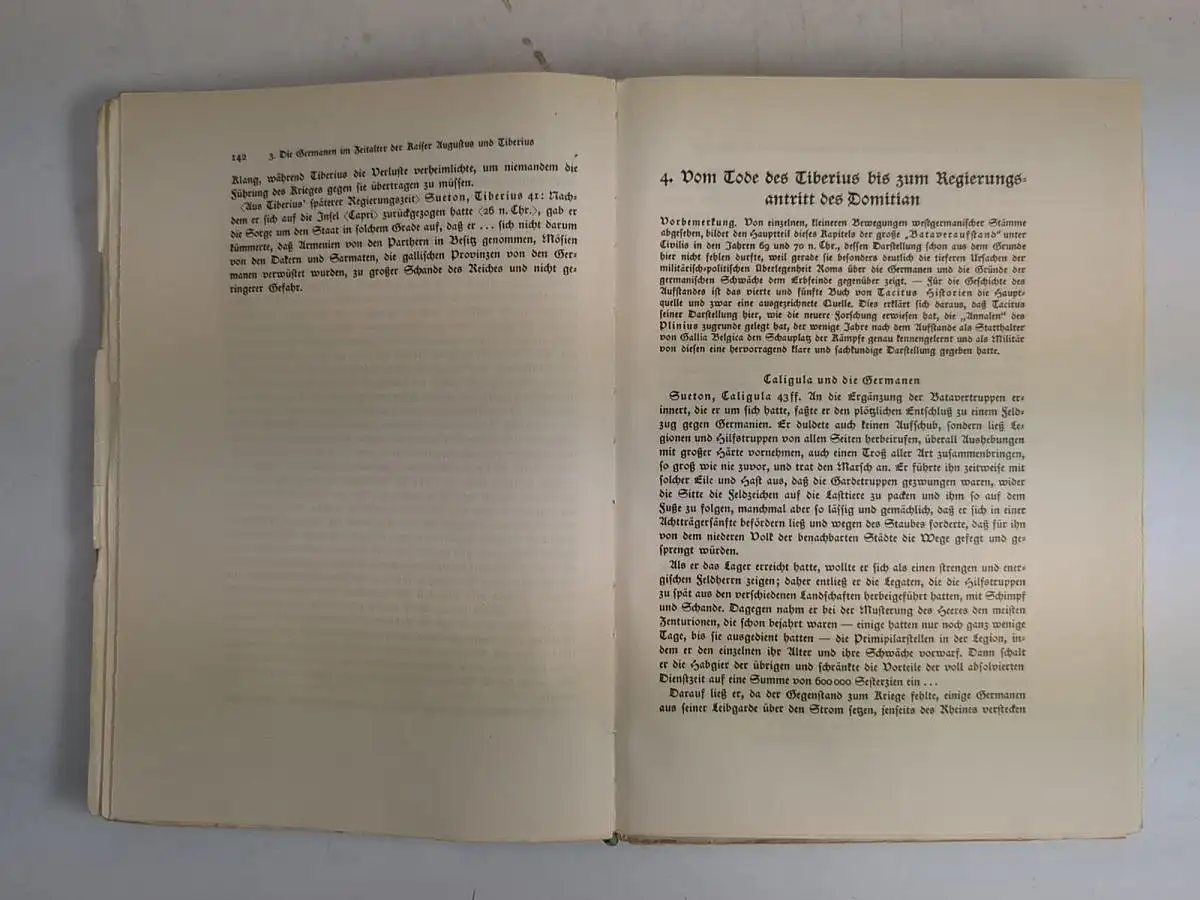 142 3. Die Germanen im Zeitalter der Kaiser Augustus und Tiberius
Klang, während Tiberius die Verluste verheimlichte, um niemandem die
Führung des Krieges gegen sie übertragen zu müssen.
⟨Aus Tiberius' späterer Regierungszeit⟩ Sueton, Tiberius 41: Nach-
dem er sich auf die Insel ⟨Capri⟩ zurückgezogen hatte ⟨26 n. Chr.⟩, gab er
die Sorge um den Staat in solchem Grade auf, daß er ... sich nicht darum
kümmerte, daß Armenien von den Parthern in Besitz genommen, Mösien
von den Dakern und Sarmaten, die gallischen Provinzen von den Ger-
manen verwüstet wurden, zu großer Schande des Reiches und nicht ge-
ringerer Gefahr.
4. Vom Tode des Tiberius bis zum Regierungs-
antritt des Domitian
Vorbemerkung. Von einzelnen, kleineren Bewegungen westgermanischer Stämme
abgesehen, bildet den Hauptteil dieses Kapitels der große „Bataveraufstand" unter
Civilis in den Jahren 69 und 70 n. Chr., dessen Darstellung schon aus dem Grunde
hier nicht fehlen durfte, weil gerade sie besonders deutlich die tieferen Ursachen der
militärisch-politischen Überlegenheit Roms über die Germanen und die Gründe der
germanischen Schwäche dem Erbfeinde gegenüber zeigt. — Für die Geschichte des
Aufstandes ist das vierte und fünfte Buch von Tacitus Historien die Haupt-
quelle und zwar eine ausgezeichnete Quelle. Dies erklärt sich daraus, daß Tacitus
seiner Darstellung hier, wie die neuere Forschung erwiesen hat, die „Annalen" des
Plinius zugrunde gelegt hat, der wenige Jahre nach dem Aufstande als Statthalter
von Gallia Belgica den Schauplatz der Kämpfe genau kennengelernt und als Militär
von diesen eine hervorragend klare und sachkundige Darstellung gegeben hatte.
Caligula und die Germanen
Sueton, Caligula 43 ff. An die Ergänzung der Batavertruppen er-
innert, die er um sich hatte, faßte er den plötzlichen Entschluß zu einem Feld-
zug gegen Germanien. Er duldete auch keinen Aufschub, sondern ließ Le-
gionen und Hilfstruppen von allen Seiten herbeirufen, überall Aushebungen
mit großer Härte vornehmen, auch einen Troß aller Art zusammenbringen,
so groß wie nie zuvor, und trat den Marsch an. Er führte ihn zeitweise mit
solcher Eile und Hast aus, daß die Gardetruppen gezwungen waren, wider
die Sitte die Feldzeichen auf die Lasttiere zu packen und ihm so auf dem
Fuße zu folgen, manchmal aber so lässig und gemächlich, daß er sich in einer
Achtträgersänfte befördern ließ und wegen des Staubes forderte, daß für ihn
von dem niederen Volk der benachbarten Städte die Wege gefegt und ge-
sprengt würden.
Als er das Lager erreicht hatte, wollte er sich als einen strengen und ener-
gischen Feldherrn zeigen; daher entließ er die Legaten, die die Hilfstruppen
zu spät aus den verschiedenen Landschaften herbeigeführt hatten, mit Schimpf
und Schande. Dagegen nahm er bei der Musterung des Heeres den meisten
Zenturionen, die schon bejahrt waren — einige hatten nur noch ganz wenige
Tage, bis sie ausgedient hatten — die Primipilarstellen in der Legion, in-
dem er den einzelnen ihr Alter und ihre Schwäche vorwarf. Dann schalt
er die Habgier der übrigen und schränkte die Vorteile der voll absolvierten
Dienstzeit auf eine Summe von 600 000 Sesterzien ein ...
Darauf ließ er, da der Gegenstand zum Kriege fehlte, einige Germanen
aus seiner Leibgarde über den Strom setzen, jenseits des Rheines verstecken